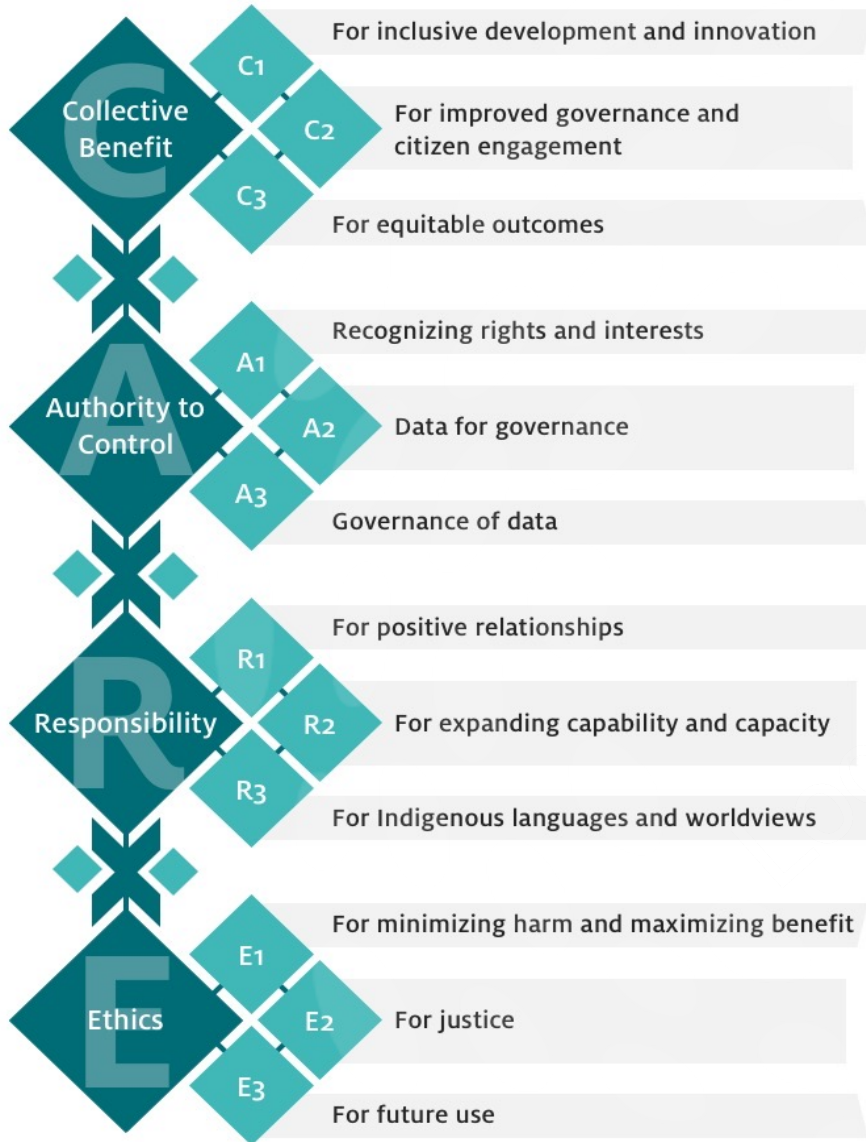 C
Collective
Benefit
C1
For inclusive development and innovation
C2
For improved governance and
citizen engagement
C3
For equitable outcomes
A
Authority to
Control
A1
Recognizing rights and interests
A2
Data for governance
A3
Governance of data
R
Responsibility
R1
For positive relationships
R2
For expanding capability and capacity
R3
For Indigenous languages and worldviews
E
Ethics
E1
For minimizing harm and maximizing benefit
E2
For justice
E3
For future use